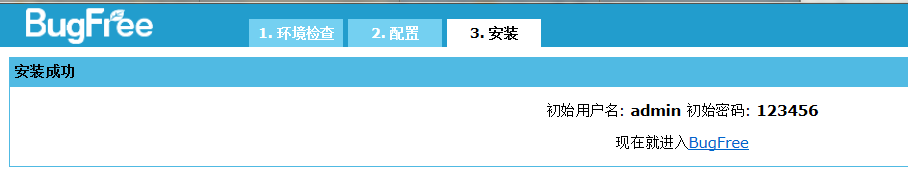 BugFree
1. 环境检查 2. 配置 3. 安装
安装成功
初始用户名: admin 初始密码: 123456
现在就进入BugFree